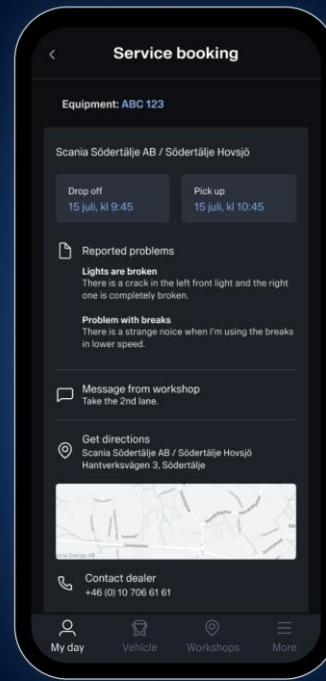 Service booking
Equipment: ABC 123
Scania Södertälje AB / Södertälje Hovsjö
Drop off
15 juli, kl 9:45
Pick up
15 juli, kl 10:45
Reported problems
Lights are broken
There is a crack in the left front light and the right
one is completely broken.
Problem with breaks
There is a strange noice when I'm using the breaks
in lower speed.
Message from workshop
Take the 2nd lane.
Get directions
Scania Södertälje AB / Södertälje Hovsjö
Hantverksvägen 3, Södertälje
Contact dealer
+46 (0) 10 706 61 61
My day
Vehicle
Workshops
More